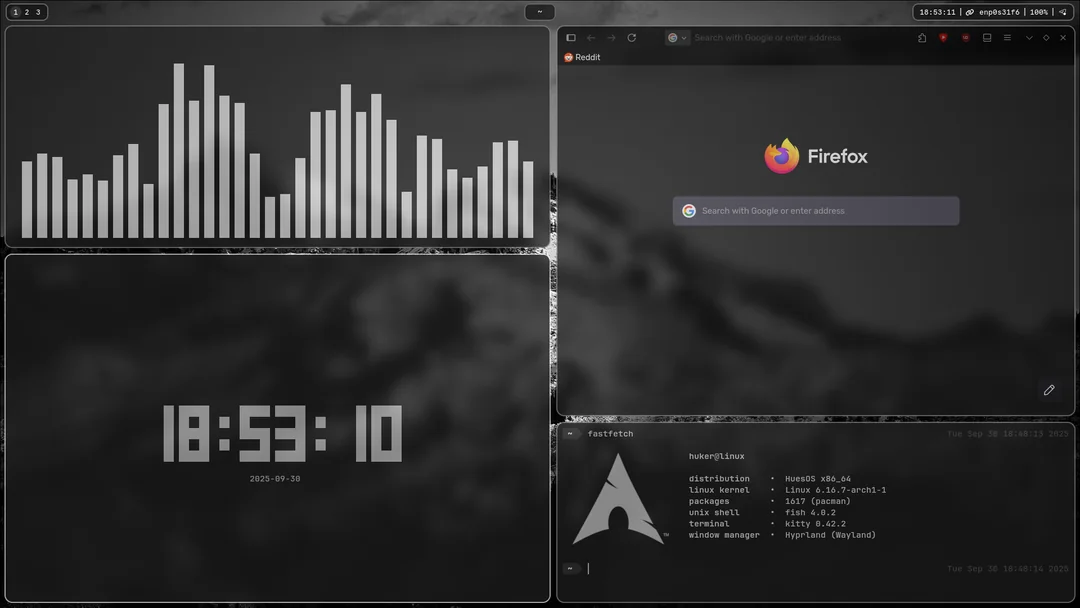 1 2 3
~
18:53:11 | enp0s31f6 | 100% |
Search with Google or enter address
Reddit
Firefox
Search with Google or enter address
18:53:10
2025-09-30
~ fastfetch
Tue Sep 30 18:48:13 2025
huker@linux
distribution • HuesOS x86_64
linux kernel • Linux 6.16.7-arch1-1
packages • 1617 (pacman)
unix shell • fish 4.0.2
terminal • kitty 0.42.2
window manager • Hyprland (Wayland)
TM
~
Tue Sep 30 18:48:14 2025